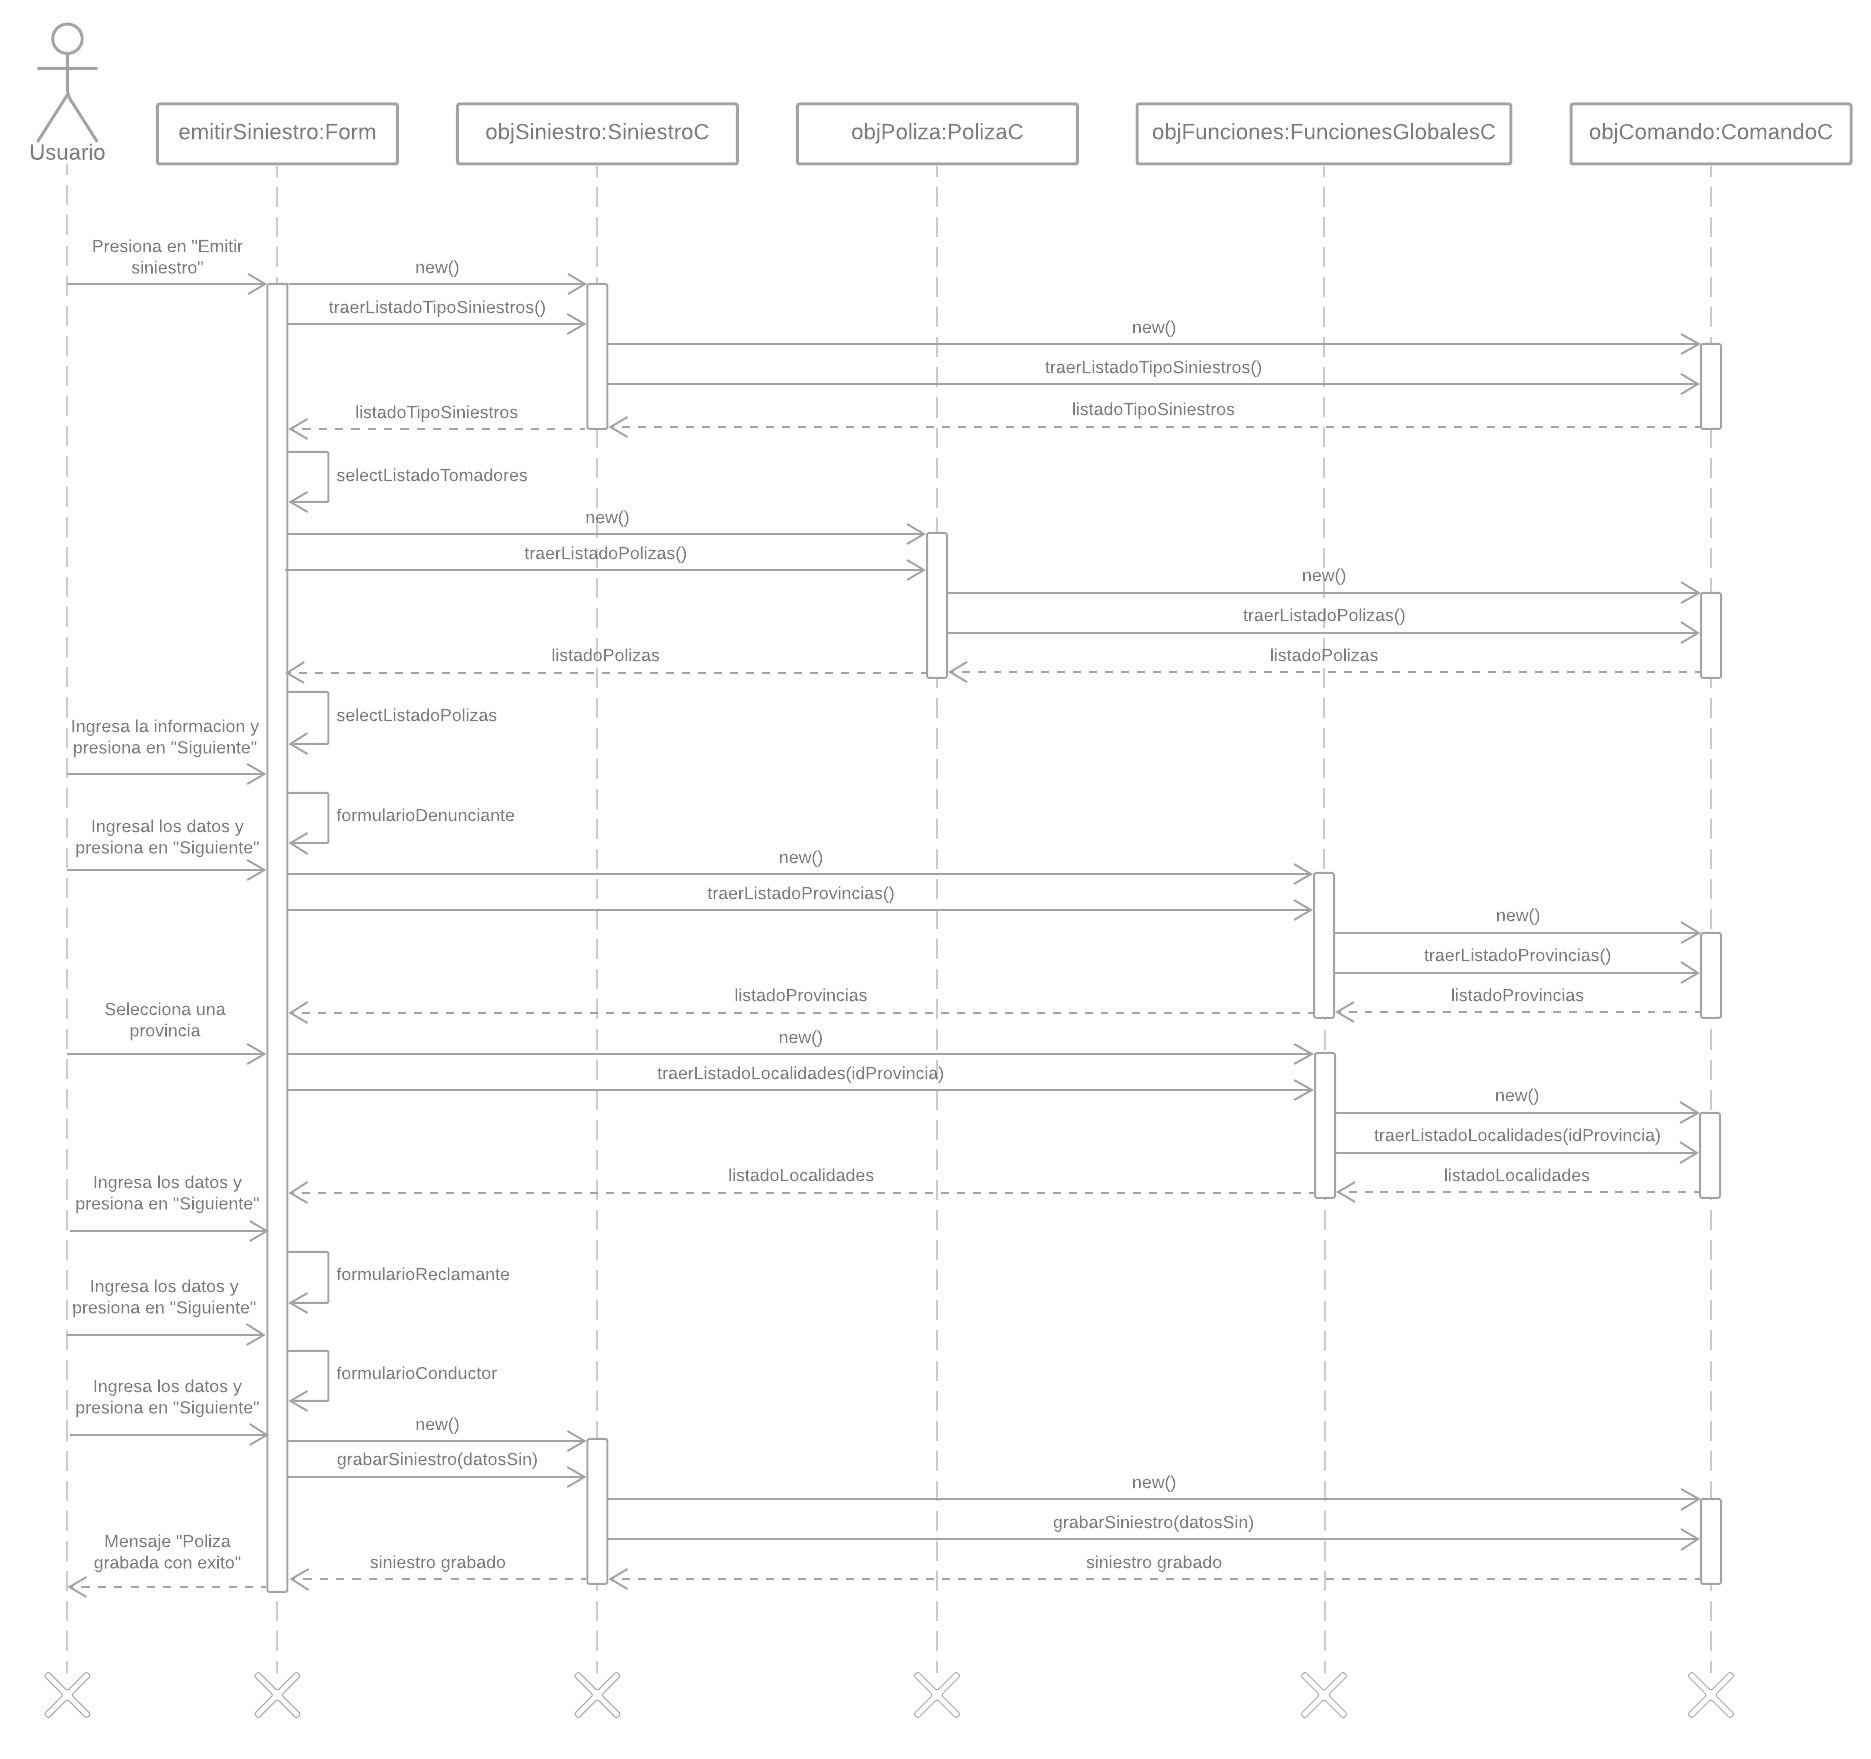 Usuario
emitirSiniestro:Form
objSiniestro:SiniestroC
objPoliza:PolizaC
objFunciones:FuncionesGlobalesC
objComando:ComandoC
Presiona en "Emitir
siniestro"
new()
traerListadoTipoSiniestros()
new()
traerListadoTipoSiniestros()
listadoTipoSiniestros
listadoTipoSiniestros
selectListadoTomadores
new()
traerListadoPolizas()
new()
traerListadoPolizas()
listadoPolizas
listadoPolizas
selectListadoPolizas
Ingresa la informacion y
presiona en "Siguiente"
formularioDenunciante
Ingresal los datos y
presiona en "Siguiente"
new()
traerListadoProvincias()
new()
traerListadoProvincias()
listadoProvincias
listadoProvincias
Selecciona una
provincia
new()
traerListadoLocalidades(idProvincia)
new()
traerListadoLocalidades(idProvincia)
listadoLocalidades
listadoLocalidades
Ingresa los datos y
presiona en "Siguiente"
formularioReclamante
Ingresa los datos y
presiona en "Siguiente"
formularioConductor
Ingresa los datos y
presiona en "Siguiente"
new()
grabarSiniestro(datosSin)
new()
grabarSiniestro(datosSin)
siniestro grabado
siniestro grabado
Mensaje "Poliza
grabada con exito"